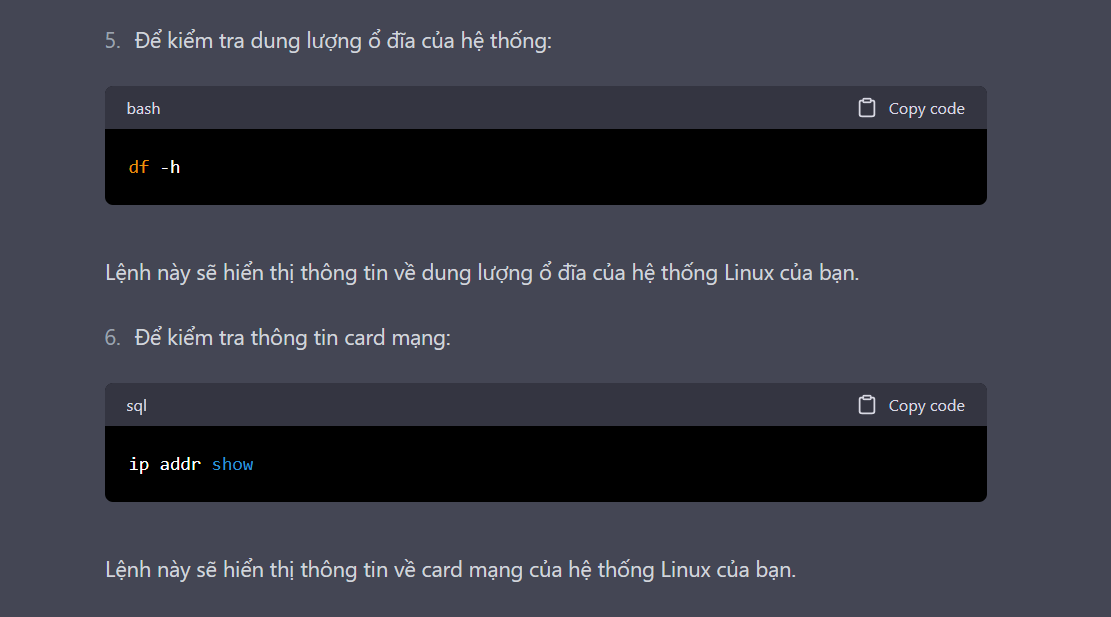 5. Để kiểm tra dung lượng ổ đĩa của hệ thống:
bash Copy code
df -h
Lệnh này sẽ hiển thị thông tin về dung lượng ổ đĩa của hệ thống Linux của bạn.
6. Để kiểm tra thông tin card mạng:
sql Copy code
ip addr show
Lệnh này sẽ hiển thị thông tin về card mạng của hệ thống Linux của bạn.